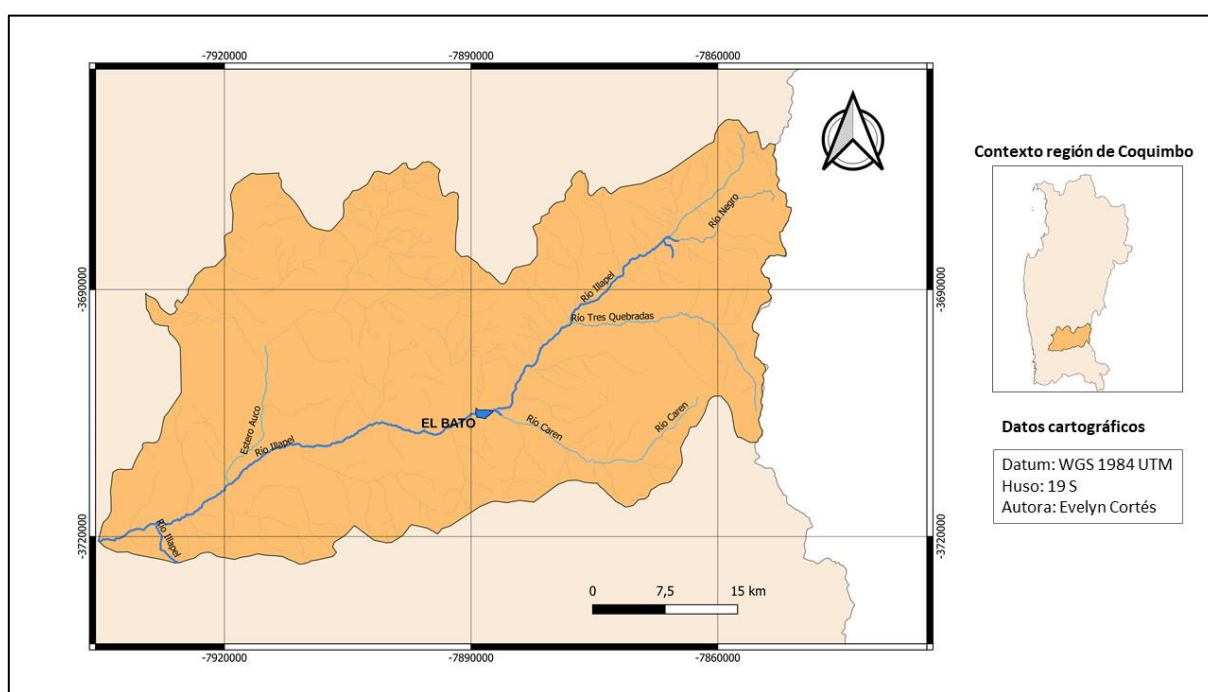 -7920000
-7890000
-7860000
Contexto región de Coquimbo
Río Negro
-3690000
-3690000
Río Illapel
Río Tres Quebradas
EL BATO
Río Caren
Río Caren
Estero Auco
Río Illapel
Datos cartográficos
Datum: WGS 1984 UTM
Huso: 19 S
Autora: Evelyn Cortés
Río Illapel
-3720000
-3720000
0 7,5 15 km
-7920000
-7890000
-7860000